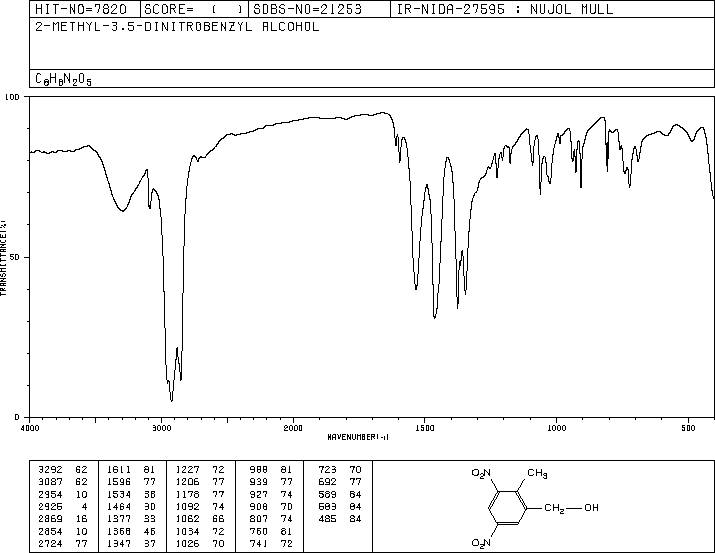 HIT-NO=7820 SCORE= ( ) SDBS-NO=21253 IR-NIDA-27595 : NUJOL MULL
2-METHYL-3,5-DINITROBENZYL ALCOHOL
C8H8N2O5
100
50
0
TRANSMITTANCE(%)
4000 3000 2000 1500 1000 500
WAVENUMBER(-1)
3292 62 1611 81 1227 72 988 81 723 70
3087 62 1596 77 1206 77 939 77 692 77
2954 10 1534 38 1178 77 927 74 589 84
2925 4 1464 30 1092 74 908 70 583 84
2869 16 1377 33 1062 66 807 74 485 84
2854 10 1368 46 1034 72 760 81
2724 77 1347 37 1026 70 741 72
O2N CH3
CH2 OH
O2N